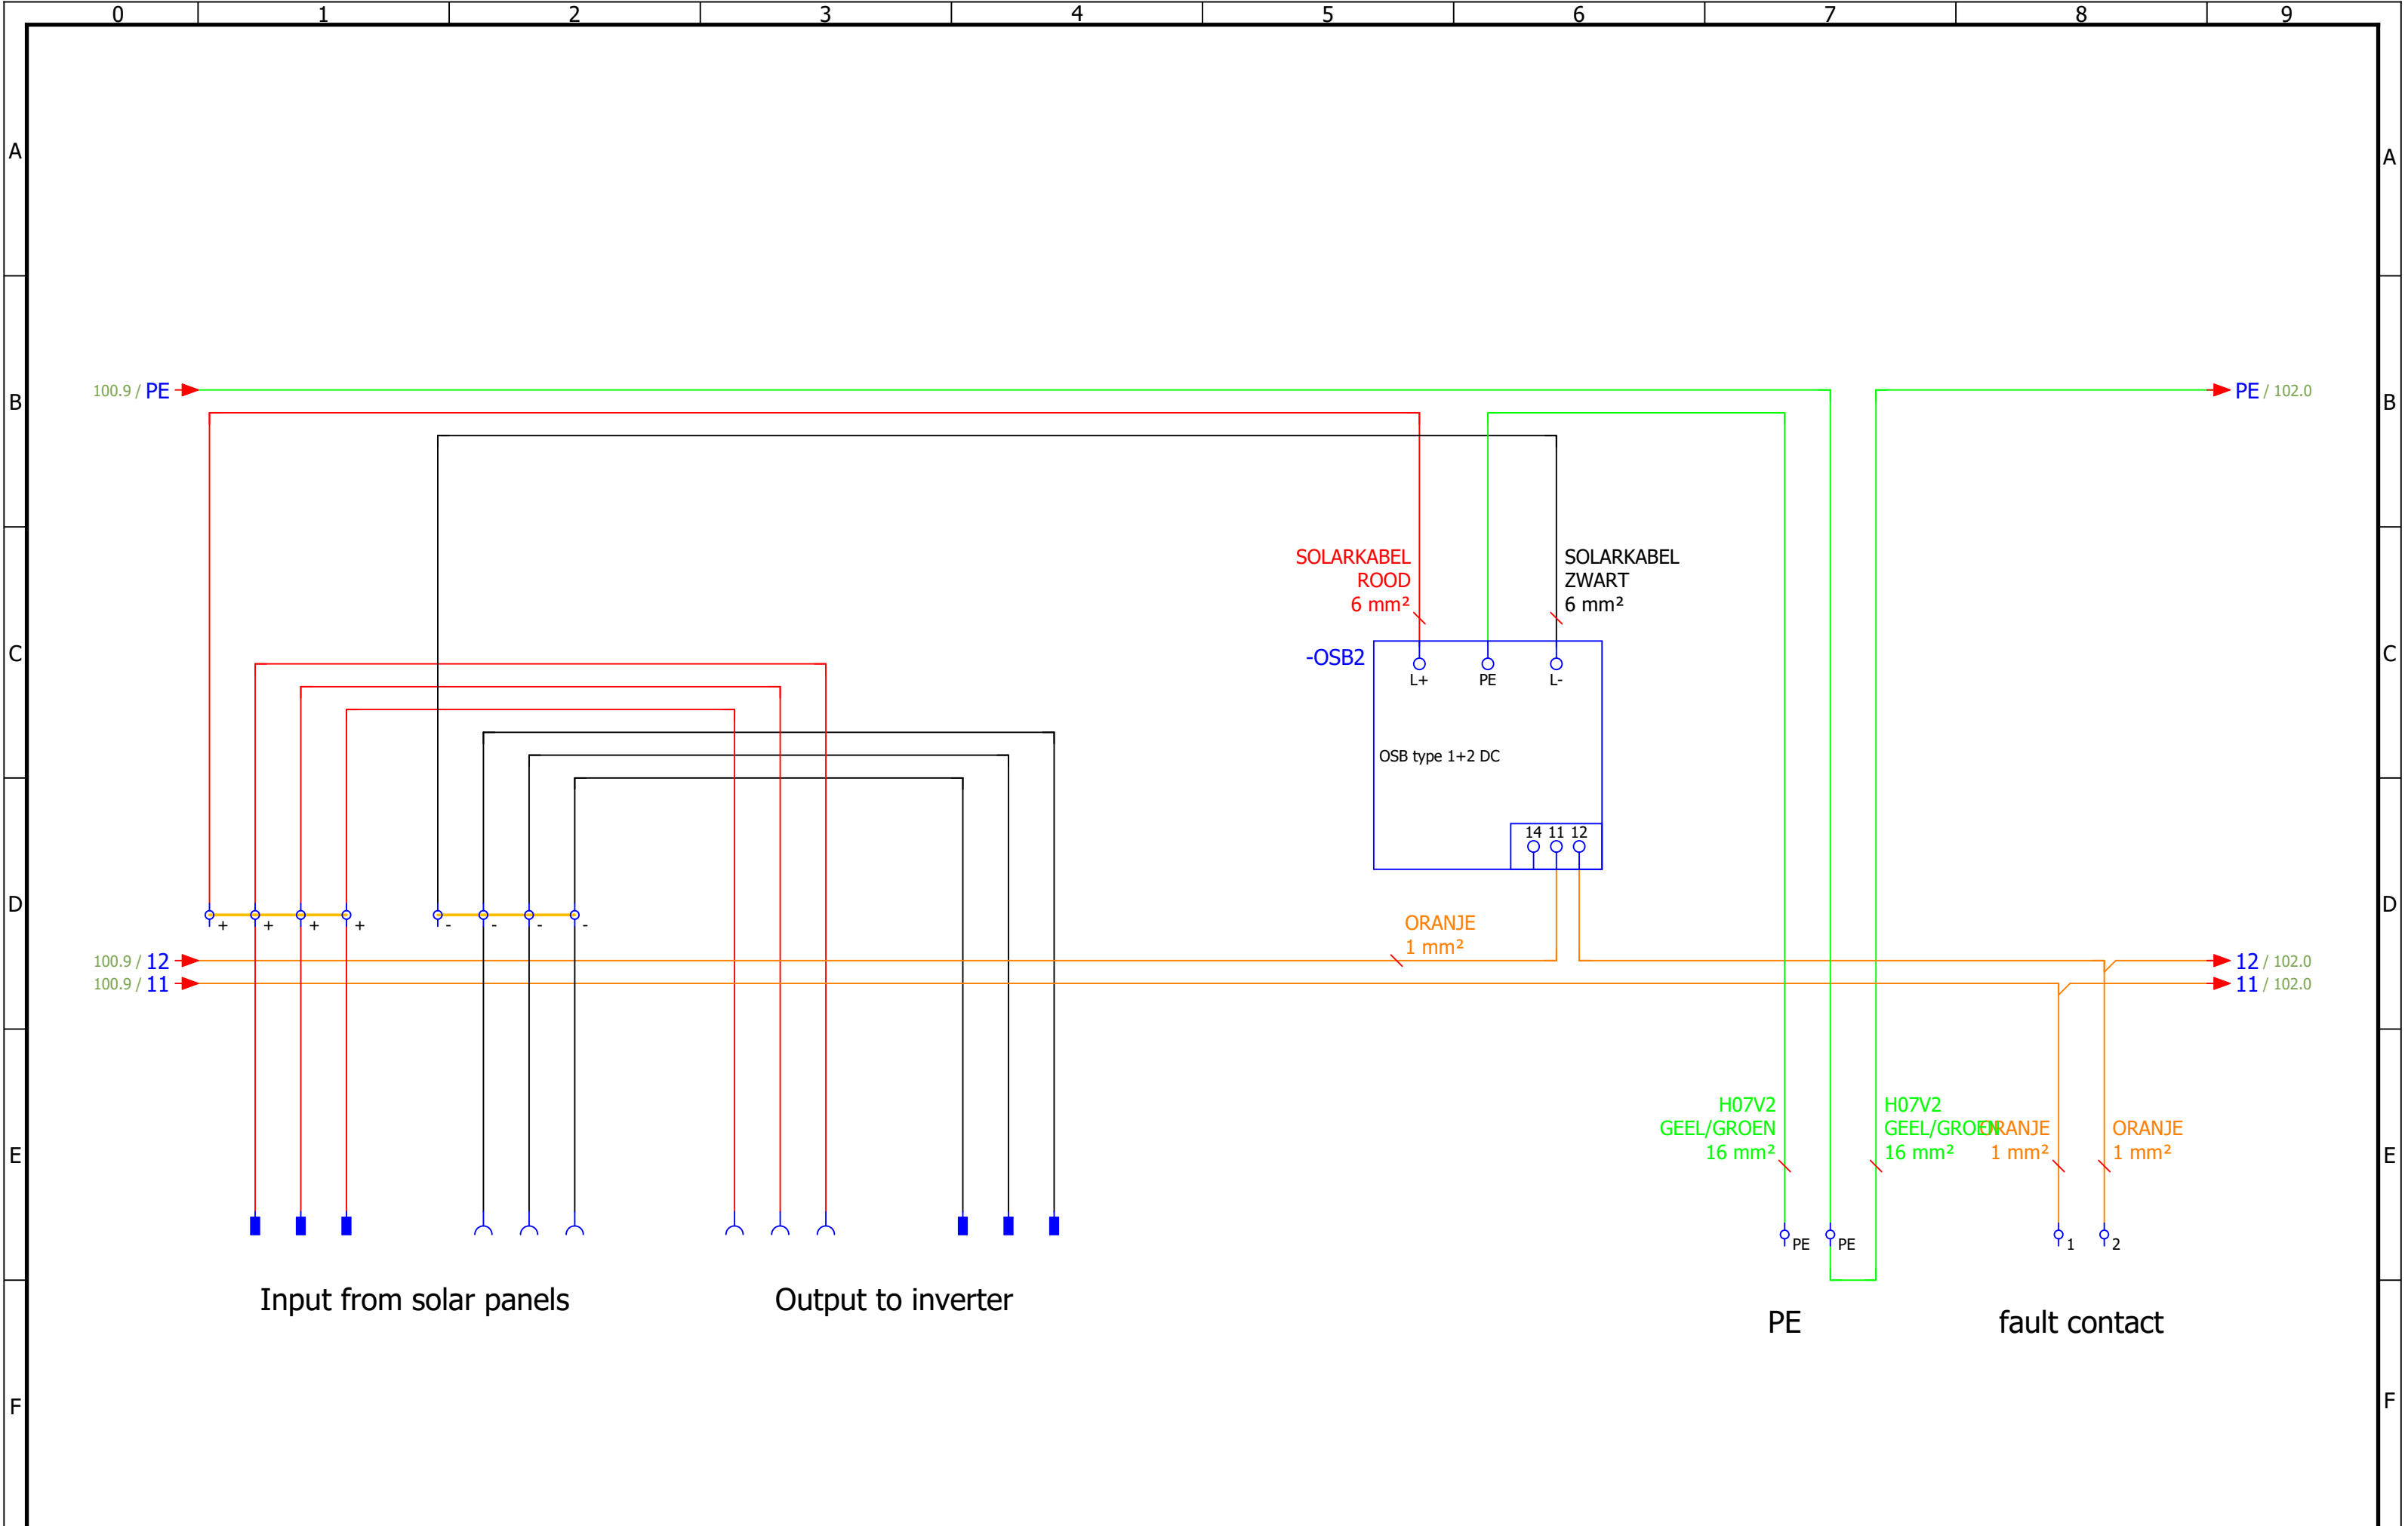 0 1 2 3 4 5 6 7 8 9
A A
100.9 / PE PE / 102.0
B B
SOLARKABEL
ROOD
6 mm²
SOLARKABEL
ZWART
6 mm²
C C
-OSB2
L+ PE L-
OSB type 1+2 DC
14 11 12
D D
+ + + + - - - -
ORANJE
1 mm²
100.9 / 12 12 / 102.0
100.9 / 11 11 / 102.0
H07V2
GEEL/GROEN
16 mm²
H07V2
GEEL/GROEN
16 mm²
ORANJE
1 mm²
ORANJE
1 mm²
E E
PE PE 1 2
Input from solar panels
Output to inverter
PE
fault contact
F F